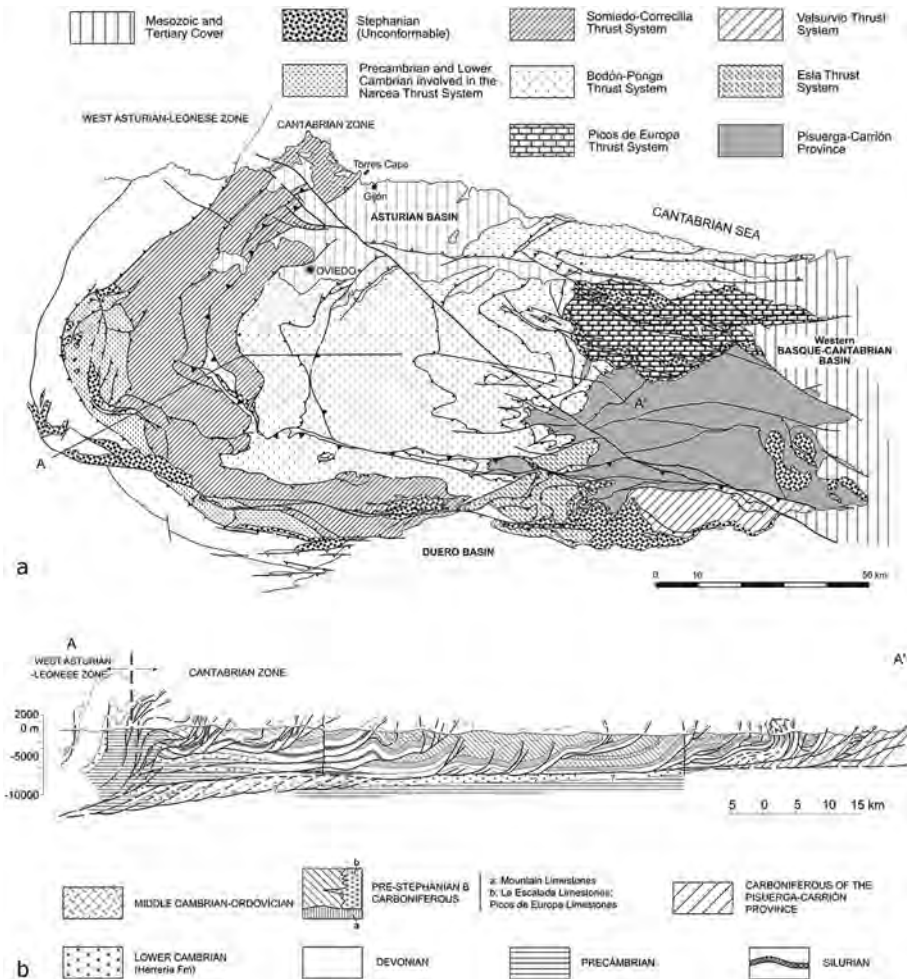 Mesozoic and
Tertiary Cover
Stephanian
(Unconformable)
Somiedo-Correcilla
Thrust System
Valsurvio Thrust
System
Precambrian and Lower
Cambrian involved in the
Narcea Thrust System
Bodón-Ponga
Thrust System
Esla Thrust
System
Picos de Europa
Thrust System
Pisuerga-Carrión
Province
WEST ASTURIAN-LEONESE ZONE
CANTABRIAN ZONE
Torres Cape
Gijón
ASTURIAN BASIN
CANTABRIAN SEA
OVIEDO
Western
BASQUE-CANTABRIAN
BASIN
A'
A
DUERO BASIN
a
0 10 50 km
A
A'
WEST ASTURIAN
-LEONESE ZONE
CANTABRIAN ZONE
2000
0 m
-5000
-10000
5 0 5 10 15 km
b
MIDDLE CAMBRIAN-ORDOVICIAN
PRE-STEPHANIAN B
CARBONIFEROUS
a
a: Mountain Limestones
b: La Escalada Limestones;
Picos de Europa Limestones
CARBONIFEROUS OF THE
PISUERGA-CARRIÓN
PROVINCE
b
LOWER CAMBRIAN
(Herrería Fm)
DEVONIAN
PRECÁMBRIAN
SILURIAN